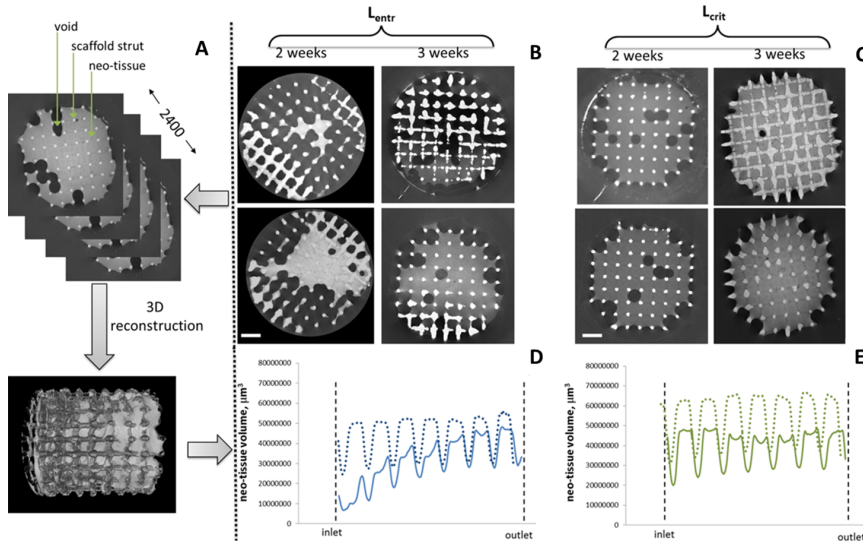 A
void
scaffold strut
neo-tissue
2400
3D
reconstruction
L_entr
2 weeks
3 weeks
B
L_crit
2 weeks
3 weeks
C
D
neo-tissue volume, µm³
80000000
70000000
60000000
50000000
40000000
30000000
20000000
10000000
0
inlet
outlet
E
neo-tissue volume, µm³
80000000
70000000
60000000
50000000
40000000
30000000
20000000
10000000
0
inlet
outlet